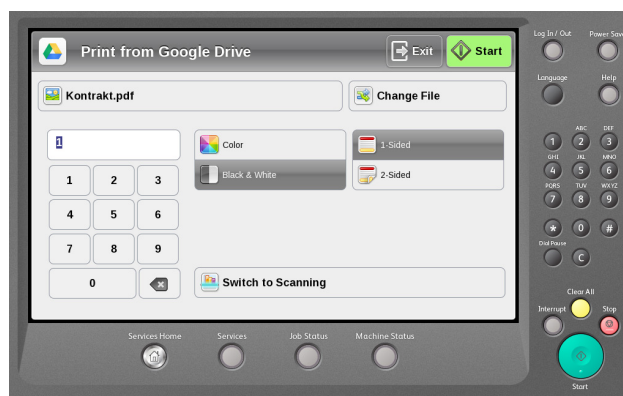 Print from Google Drive
Exit
Start
Kontrakt.pdf
Change File
1
Color
1-Sided
Black & White
2-Sided
1 2 3
4 5 6
7 8 9
0
Switch to Scanning
Services Home
Services
Job Status
Machine Status
Log In / Out
Power Sav
Language
Help
ABC DEF
1 2 3
GHI JKL MNO
4 5 6
PQRS TUV WXYZ
7 8 9
* 0 #
Dial Pause
C
Clear All
Interrupt
Stop
Start